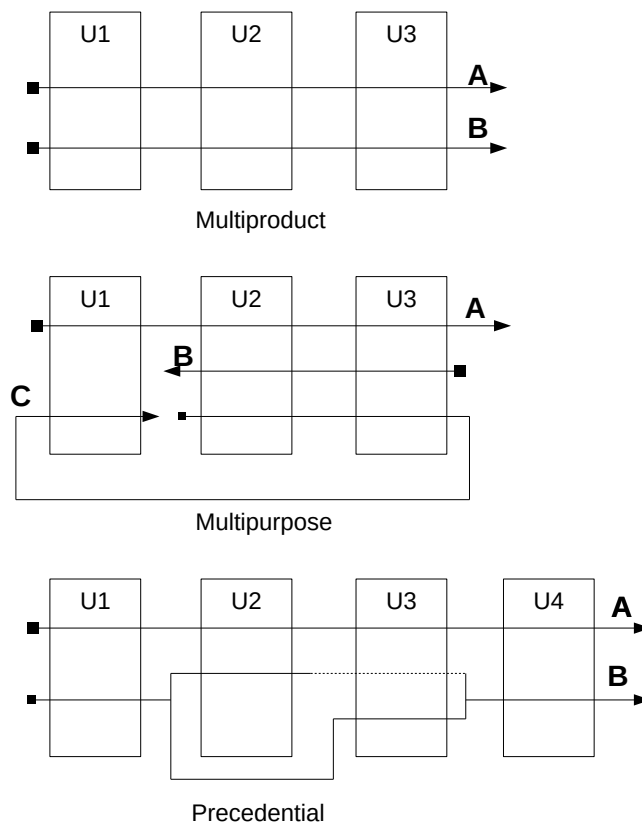 U1 U2 U3
A
B
Multiproduct
U1 U2 U3
A
B
C
Multipurpose
U1 U2 U3 U4
A
B
Precedential